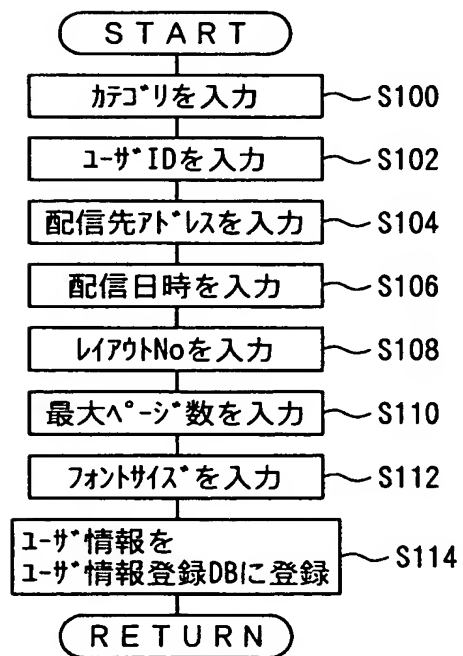 START
カテゴリを入力
S100
ユーザIDを入力
S102
配信先アドレスを入力
S104
配信日時を入力
S106
レイアウトNoを入力
S108
最大ページ数を入力
S110
フォントサイズを入力
S112
ユーザ情報を
ユーザ情報登録DBに登録
S114
RETURN